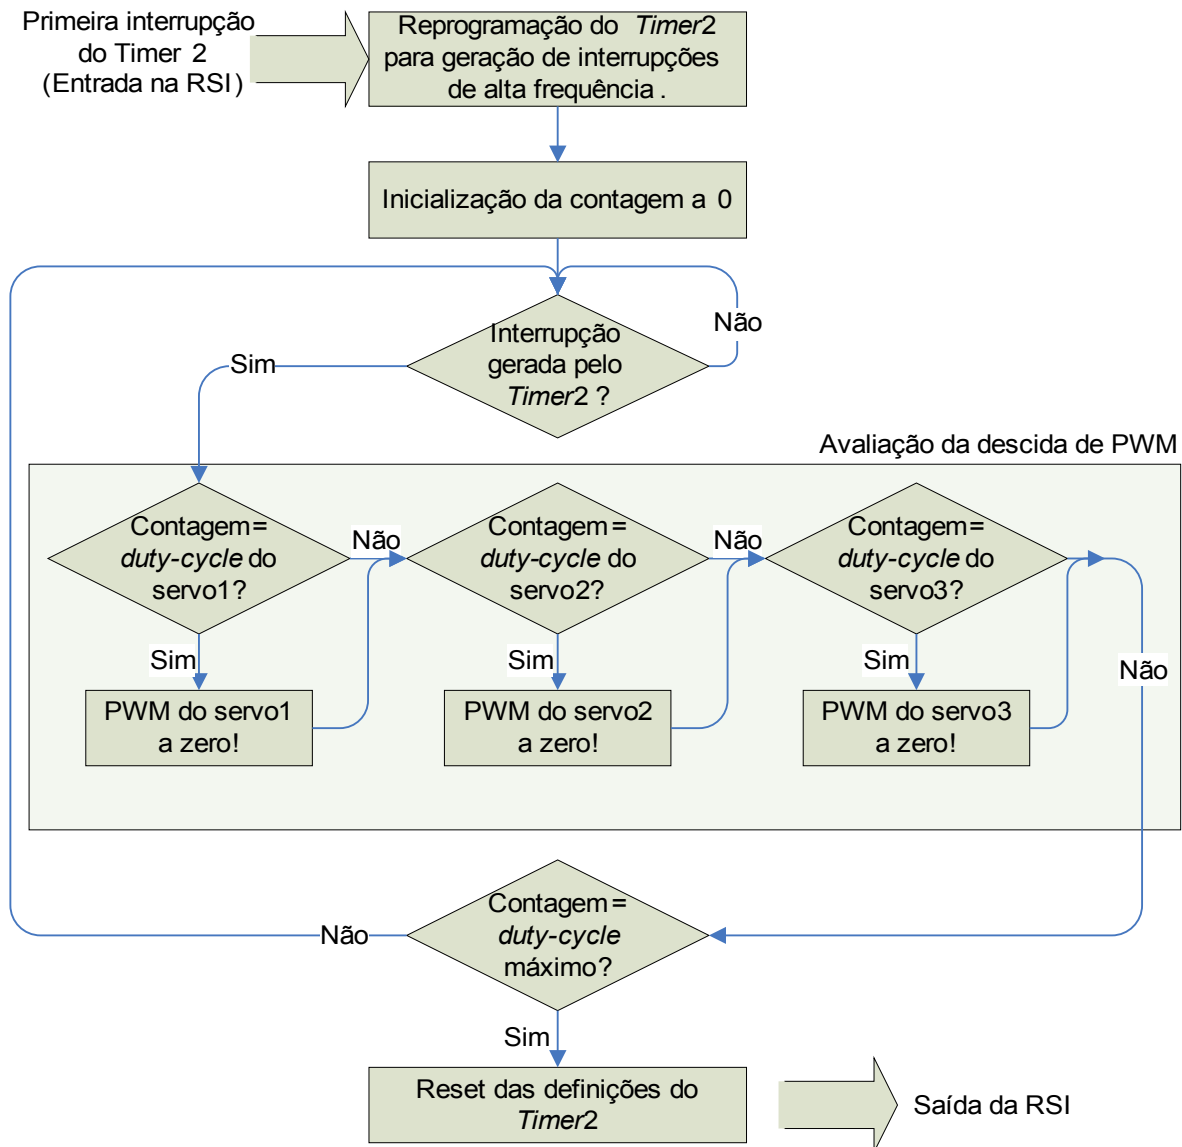 Primeira interrupção
do Timer 2
(Entrada na RSI)
Reprogramação do Timer2
para geração de interrupções
de alta frequência .
Inicialização da contagem a 0
Interrupção
gerada pelo
Timer2 ?
Não
Sim
Avaliação da descida de PWM
Contagem=
duty-cycle do
servo1?
Não
Contagem=
duty-cycle do
servo2?
Não
Contagem=
duty-cycle do
servo3?
Sim
Sim
Sim
Não
PWM do servo1
a zero!
PWM do servo2
a zero!
PWM do servo3
a zero!
Contagem=
duty-cycle
máximo?
Não
Sim
Reset das definições do
Timer2
Saída da RSI